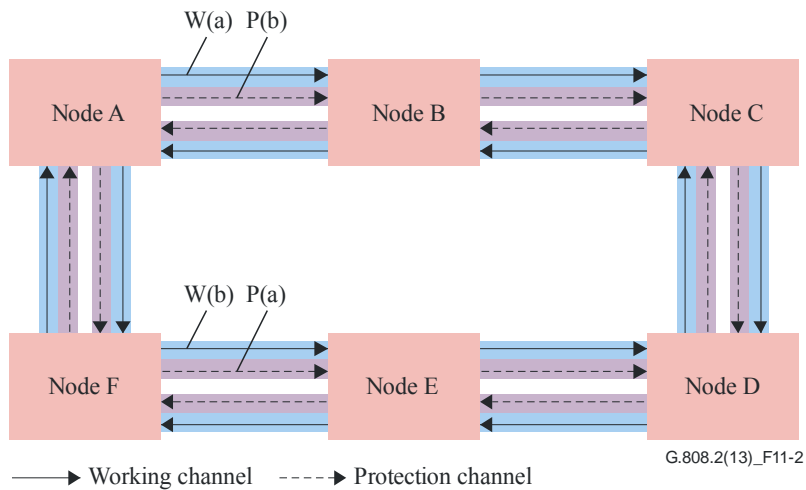 W(a) P(b)
Node A Node B Node C
W(b) P(a)
Node F Node E Node D
G.808.2(13)_F11-2
Working channel Protection channel